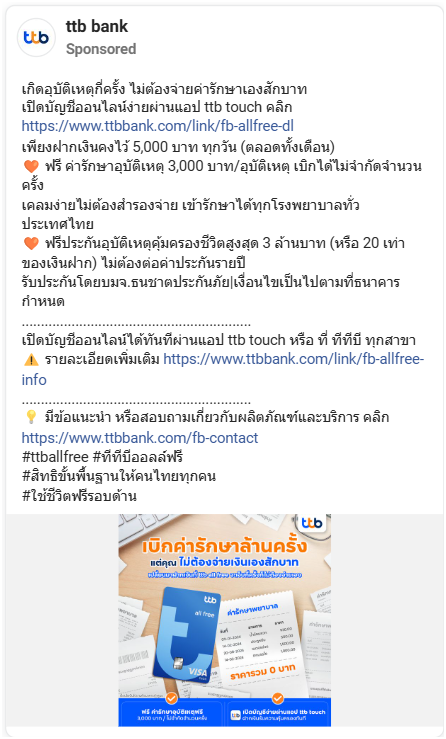 ttb bank
Sponsored
เกิดอุบัติเหตุกี่ครั้ง ไม่ต้องจ่ายค่ารักษาเองสักบาท
เปิดบัญชีออนไลน์ง่ายผ่านแอป ttb touch คลิก
https://www.ttbbank.com/link/fb-allfree-dl
เพียงฝากเงินคงไว้ 5,000 บาท ทุกวัน (ตลอดทั้งเดือน)
🧡 ฟรี ค่ารักษาอุบัติเหตุ 3,000 บาท/อุบัติเหตุ เบิกได้ไม่จำกัดจำนวน
ครั้ง
เคลมง่ายไม่ต้องสำรองจ่าย เข้ารักษาได้ทุกโรงพยาบาลทั่ว
ประเทศไทย
🧡 ฟรีประกันอุบัติเหตุคุ้มครองชีวิตสูงสุด 3 ล้านบาท (หรือ 20 เท่า
ของเงินฝาก) ไม่ต้องต่อค่าประกันรายปี
รับประกันโดยบมจ.ธนชาตประกันภัย|เงื่อนไขเป็นไปตามที่ธนาคาร
กำหนด
..........................................................
เปิดบัญชีออนไลน์ได้ทันทีผ่านแอป ttb touch หรือ ที่ ทีทีบี ทุกสาขา
⚠️ รายละเอียดเพิ่มเติม https://www.ttbbank.com/link/fb-allfree-
info
..........................................................
💡 มีข้อแนะนำ หรือสอบถามเกี่ยวกับผลิตภัณฑ์และบริการ คลิก
https://www.ttbbank.com/fb-contact
#ttballfree #ทีทีบีออลล์ฟรี
#สิทธิขั้นพื้นฐานให้คนไทยทุกคน
#ใช้ชีวิตฟรีรอบด้าน
ttb
เบิกค่ารักษาล้านครั้ง
แต่คุณ ไม่ต้องจ่ายเงินเองสักบาท
ttb
all free
VISA
ค่ารักษาพยาบาล
ราคารวม 0 บาท
ฟรี ค่ารักษาอุบัติเหตุฟรี
เปิดบัญชีง่ายผ่านแอป ttb touch